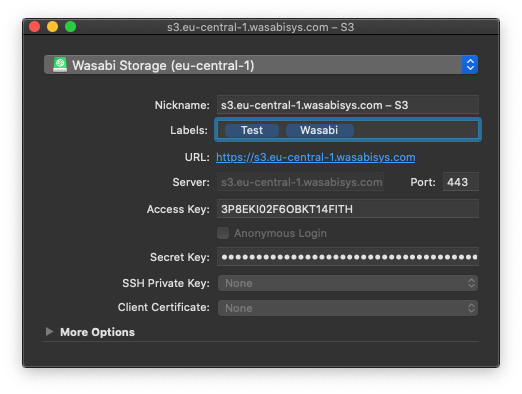 s3.eu-central-1.wasabisys.com – S3
Wasabi Storage (eu-central-1)
Nickname: s3.eu-central-1.wasabisys.com – S3
Labels: Test Wasabi
URL: https://s3.eu-central-1.wasabisys.com
Server: s3.eu-central-1.wasabisys.com Port: 443
Access Key: 3P8EKI02F6OBKT14FITH
Anonymous Login
Secret Key: ●●●●●●●●●●●●●●●●●●●●●●●●●●●●●●●●●●●●●
SSH Private Key: None
Client Certificate: None
More Options